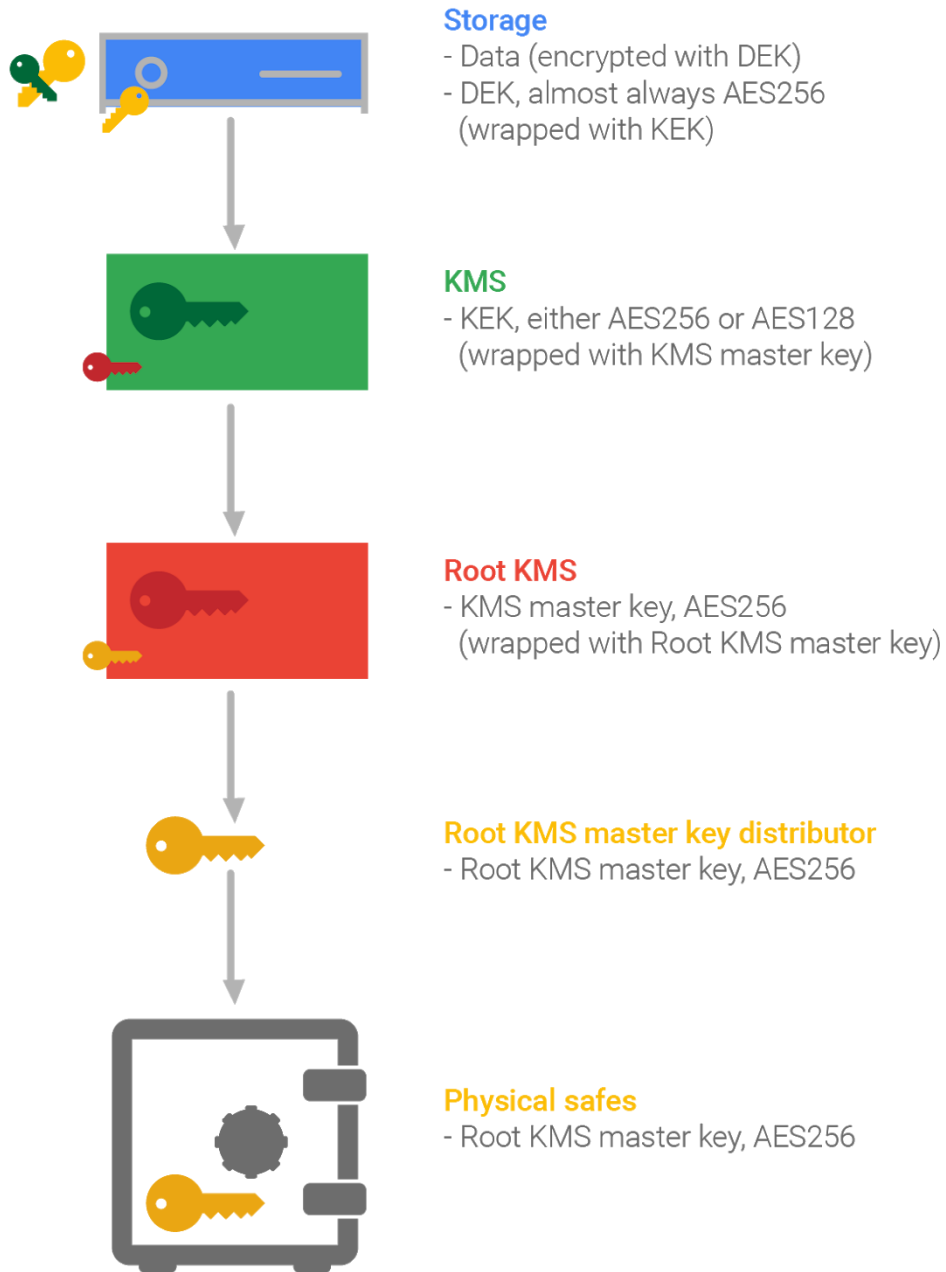 Storage
- Data (encrypted with DEK)
- DEK, almost always AES256
(wrapped with KEK)
KMS
- KEK, either AES256 or AES128
(wrapped with KMS master key)
Root KMS
- KMS master key, AES256
(wrapped with Root KMS master key)
Root KMS master key distributor
- Root KMS master key, AES256
Physical safes
- Root KMS master key, AES256